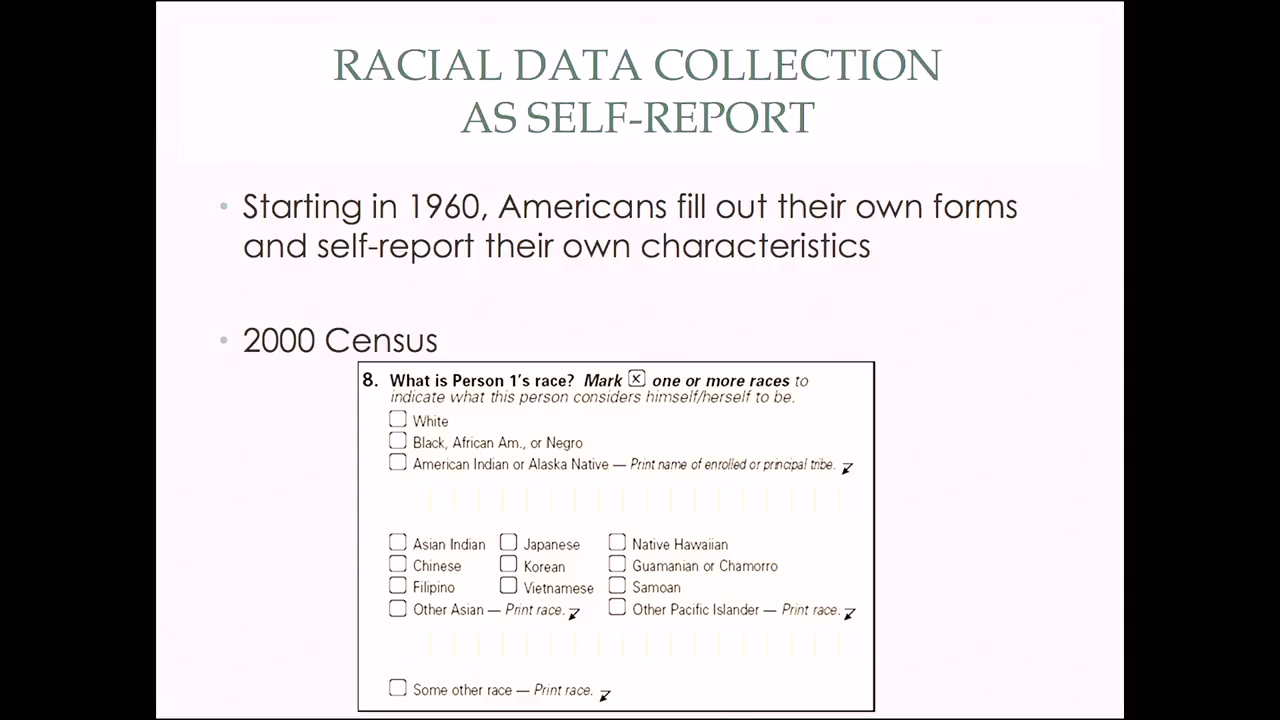 RACIAL DATA COLLECTION
AS SELF-REPORT
• Starting in 1960, Americans fill out their own forms
and self-report their own characteristics
• 2000 Census
8. What is Person 1's race? Mark ☒ one or more races to
indicate what this person considers himself/herself to be.
White
Black, African Am., or Negro
American Indian or Alaska Native — Print name of enrolled or principal tribe.
Asian Indian Japanese Native Hawaiian
Chinese Korean Guamanian or Chamorro
Filipino Vietnamese Samoan
Other Asian — Print race. Other Pacific Islander — Print race.
Some other race — Print race.